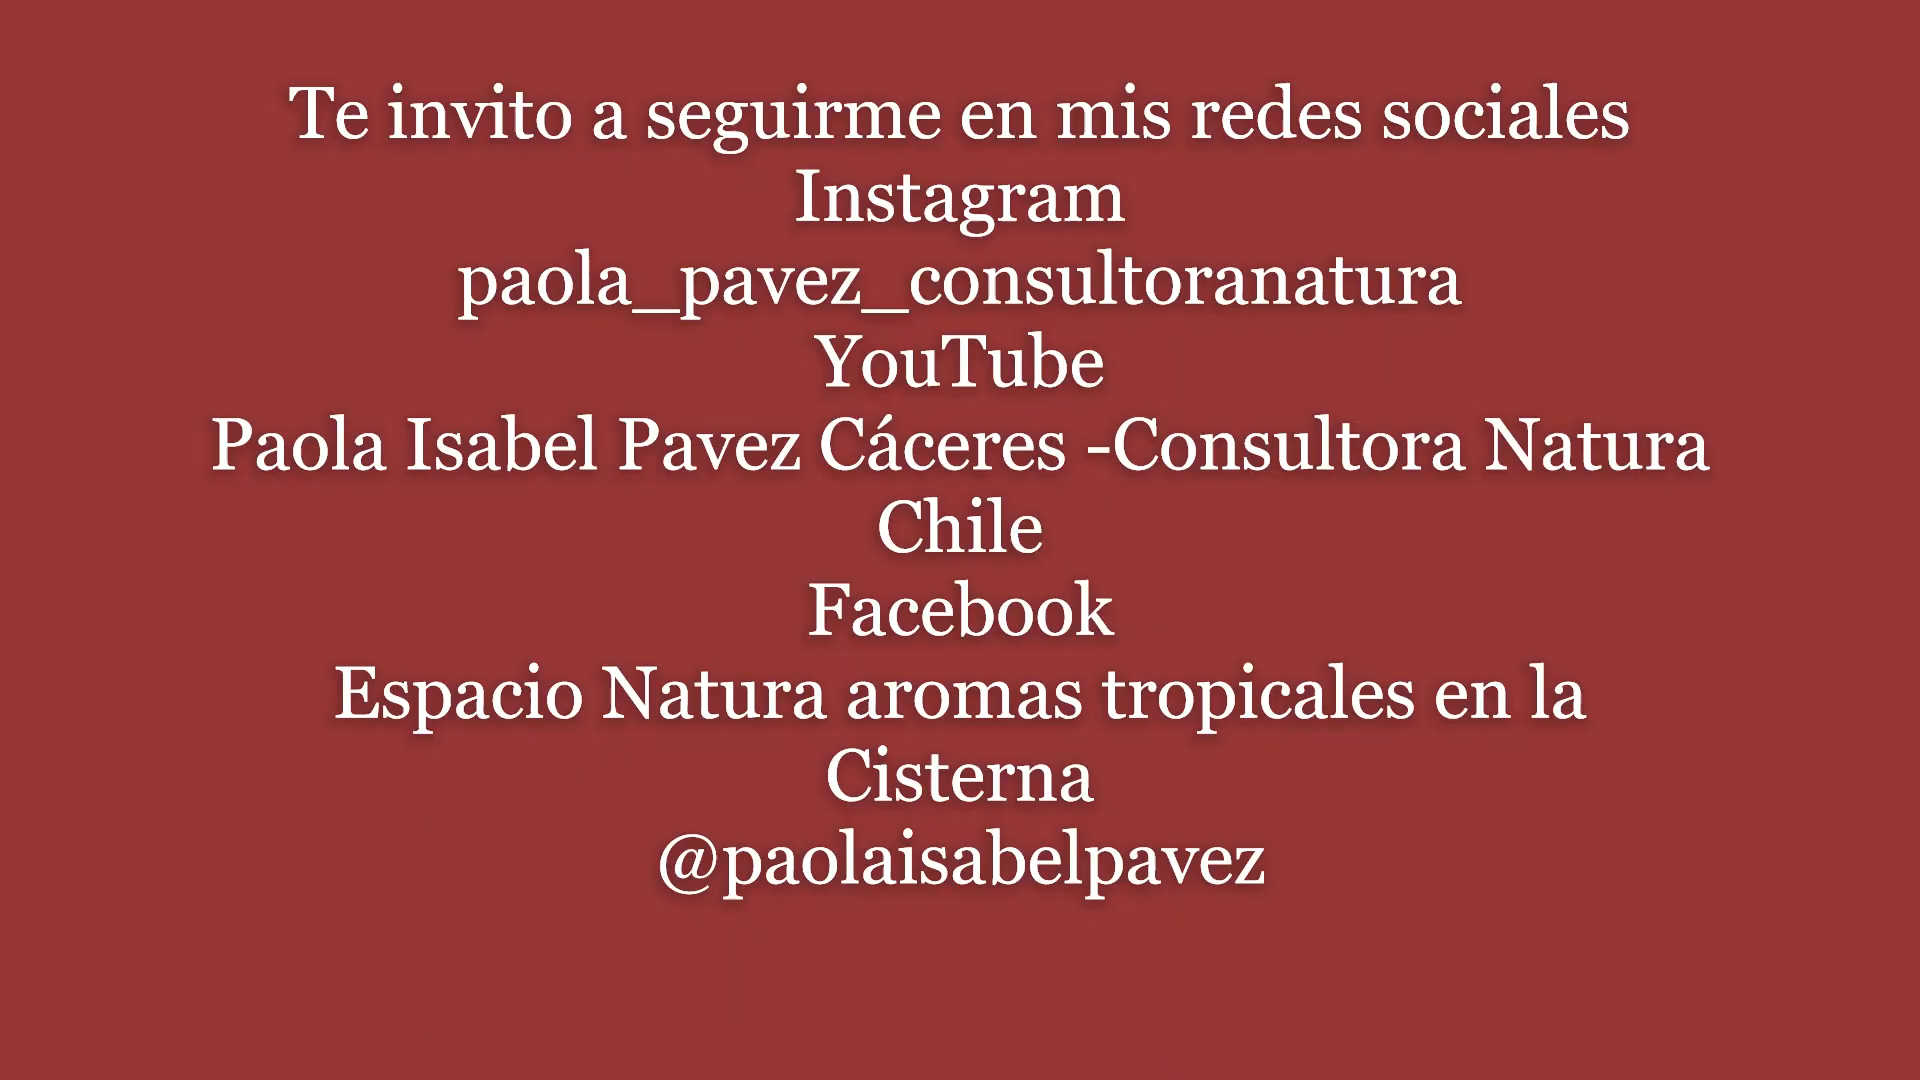 Te invito a seguirme en mis redes sociales
Instagram
paola_pavez_consultoranatura
YouTube
Paola Isabel Pavez Cáceres -Consultora Natura
Chile
Facebook
Espacio Natura aromas tropicales en la
Cisterna
@paolaisabelpavez